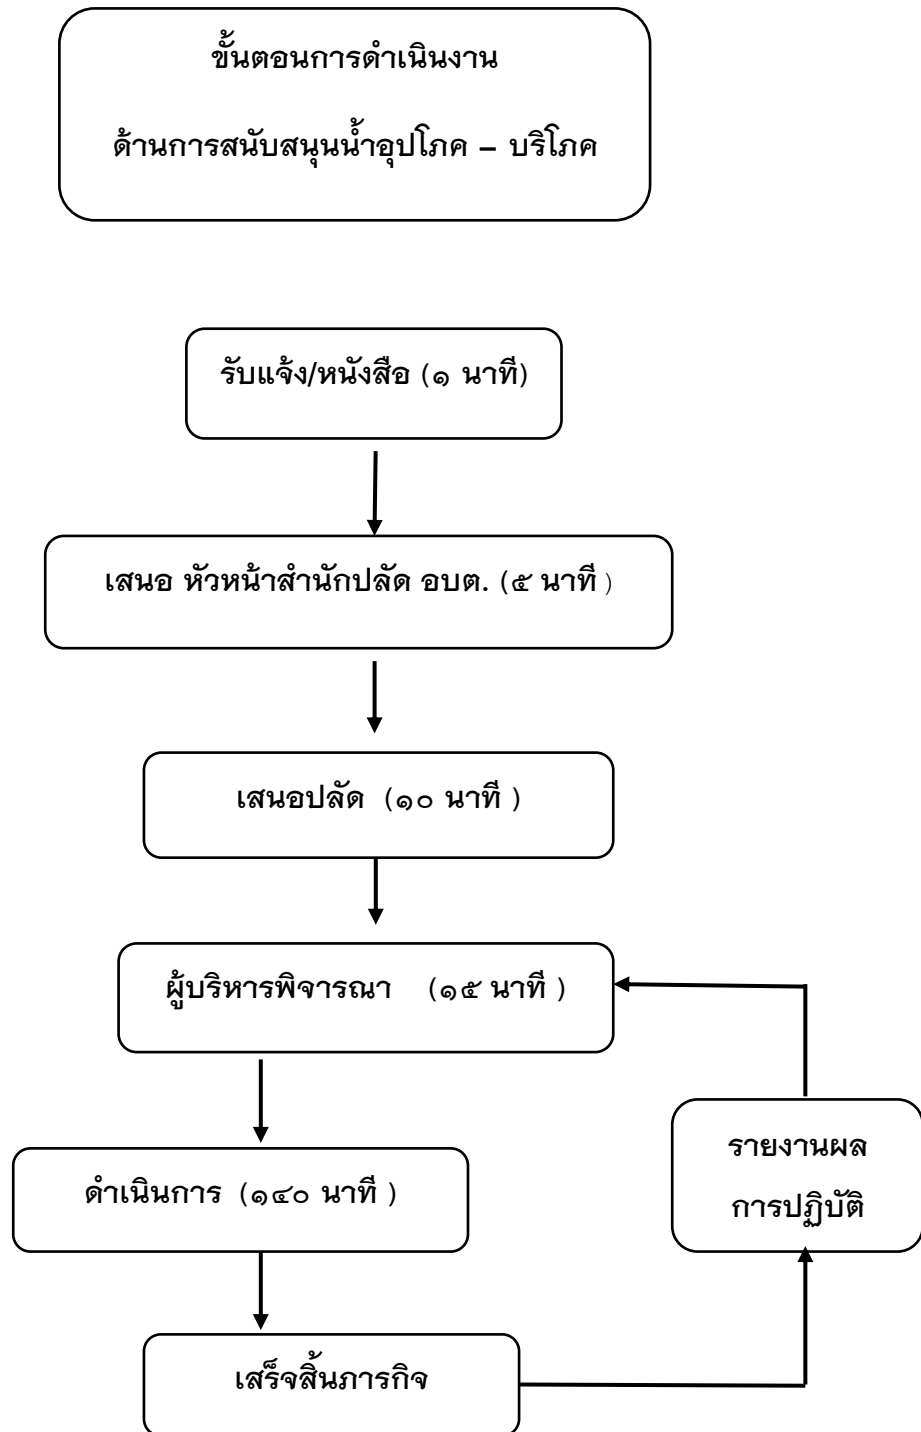 ขั้นตอนการดำเนินงาน
ด้านการสนับสนุนน้ำอุปโภค – บริโภค
รับแจ้ง/หนังสือ (๑ นาที)
เสนอ หัวหน้าสำนักปลัด อบต. (๕ นาที )
เสนอปลัด (๑๐ นาที )
ผู้บริหารพิจารณา (๑๕ นาที )
ดำเนินการ (๑๔๐ นาที )
รายงานผล
การปฏิบัติ
เสร็จสิ้นภารกิจ